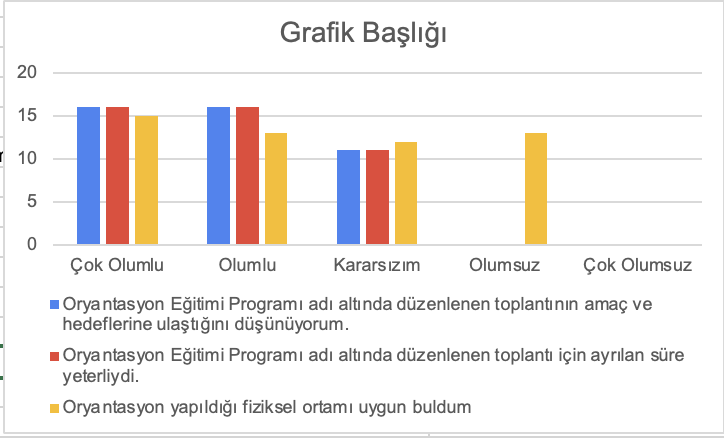 Grafik Başlığı
20
15
10
5
0
Çok Olumlu Olumlu Kararsızım Olumsuz Çok Olumsuz
Oryantasyon Eğitimi Programı adı altında düzenlenen toplantının amaç ve
hedeflerine ulaştığını düşünüyorum.
Oryantasyon Eğitimi Programı adı altında düzenlenen toplantı için ayrılan süre
yeterliydi.
Oryantasyon yapıldığı fiziksel ortamı uygun buldum